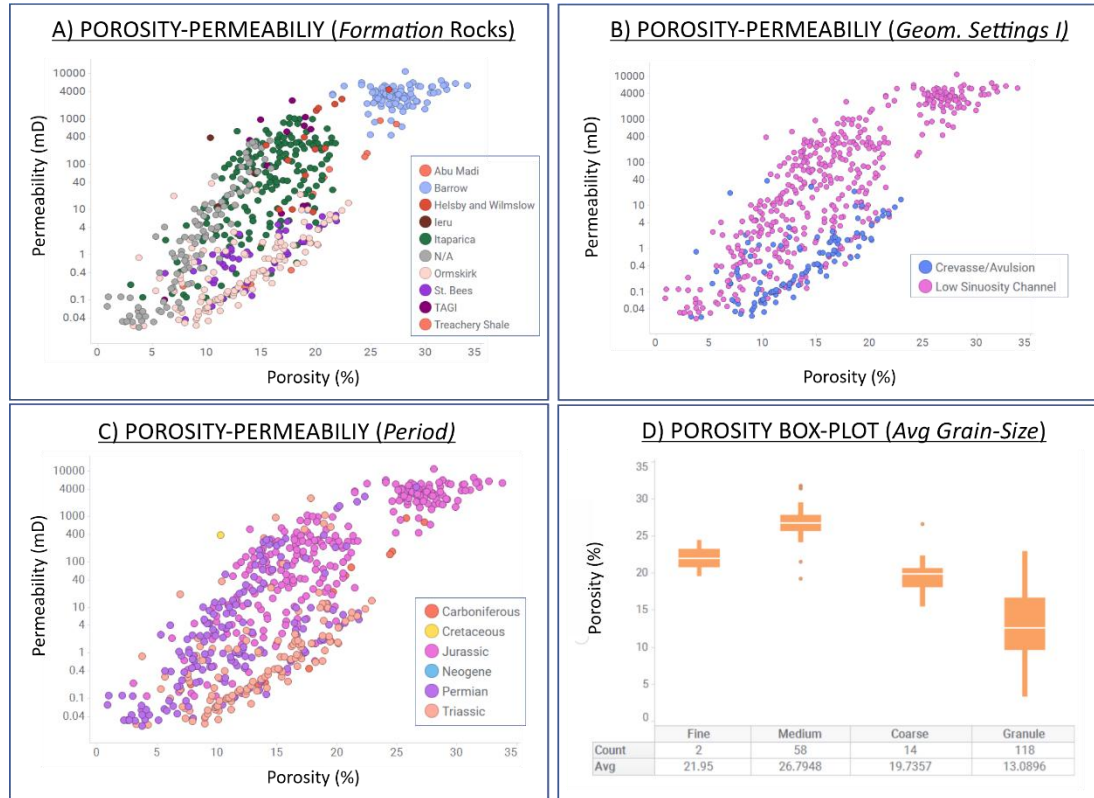 A) POROSITY-PERMEABILIY (Formation Rocks)
Permeability (mD)
10000
4000
1000
400
100
40
10
4
1
0.4
0.1
0.04
0 5 10 15 20 25 30 35
Porosity (%)
Abu Madi
Barrow
Helsby and Wilmslow
Ieru
Itaparica
N/A
Ormskirk
St. Bees
TAGI
Treachery Shale
B) POROSITY-PERMEABILIY (Geom. Settings I)
Permeability (mD)
10000
4000
1000
400
100
40
10
4
1
0.4
0.1
0.04
0 5 10 15 20 25 30 35
Porosity (%)
Crevasse/Avulsion
Low Sinuosity Channel
C) POROSITY-PERMEABILIY (Period)
Permeability (mD)
10000
4000
1000
400
100
40
10
4
1
0.4
0.1
0.04
0 5 10 15 20 25 30 35
Porosity (%)
Carboniferous
Cretaceous
Jurassic
Neogene
Permian
Triassic
D) POROSITY BOX-PLOT (Avg Grain-Size)
Porosity (%)
35
30
25
20
15
10
5
0
Fine Medium Coarse Granule
Count 2 58 14 118
Avg 21.95 26.7948 19.7357 13.0896